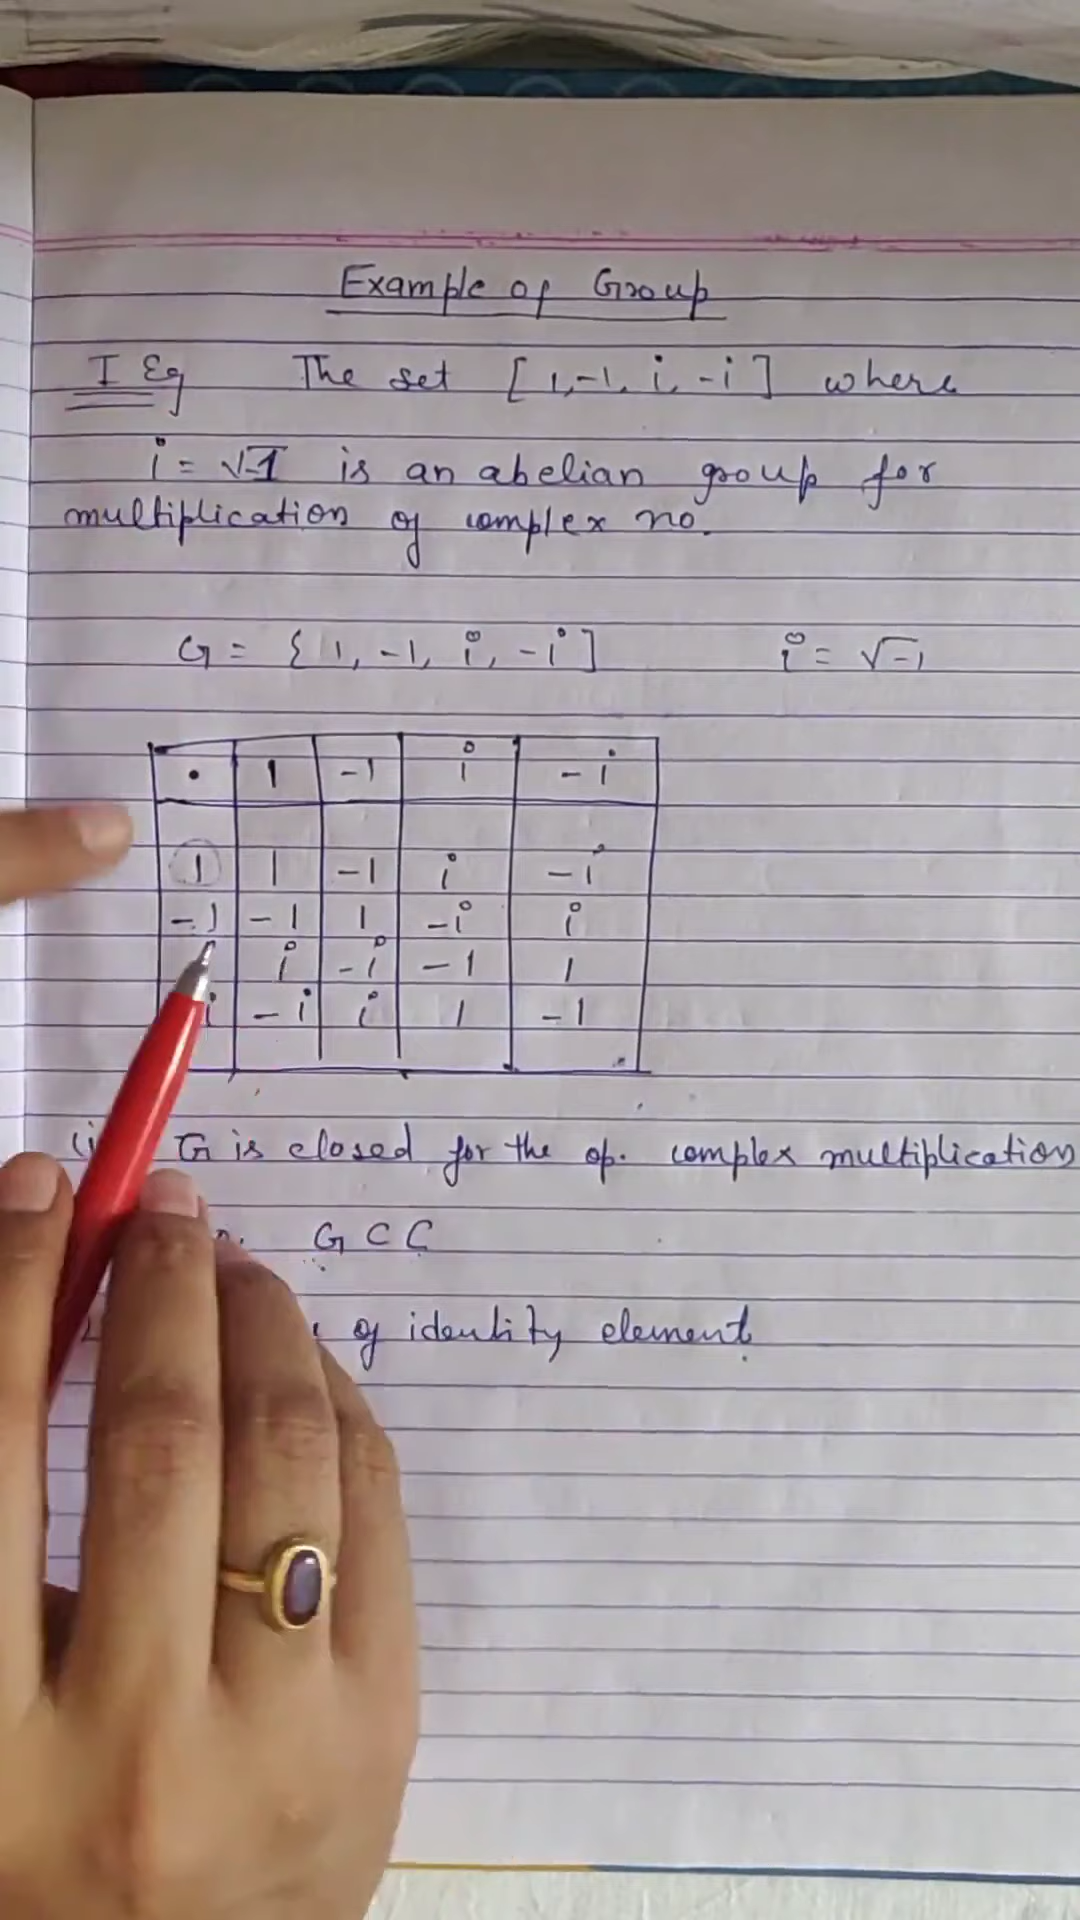 Example of Group
I Eg The set [1, -1, i, -i] where
i = √-1 is an abelian group for
multiplication of complex no.
G = {1, -1, i, -i] i = √-1
• 1 -1 i -i
1 1 -1 i -i
-1 -1 1 -i i
i -i -1 1
i -i i 1 -1
(i G is closed for the op. complex multiplication
G ⊂ C
of identity element.